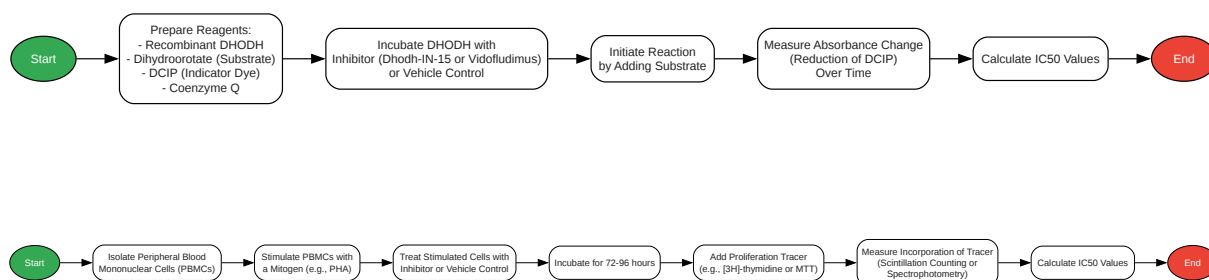 Start
Prepare Reagents:
- Recombinant DHODH
- Dihydroorotate (Substrate)
- DCIP (Indicator Dye)
- Coenzyme Q
Incubate DHODH with
Inhibitor (Dhodh-IN-15 or Vidofludimus)
or Vehicle Control
Initiate Reaction
by Adding Substrate
Measure Absorbance Change
(Reduction of DCIP)
Over Time
Calculate IC50 Values
End
Start
Isolate Peripheral Blood
Mononuclear Cells (PBMCs)
Stimulate PBMCs with
a Mitogen (e.g., PHA)
Treat Stimulated Cells with
Inhibitor or Vehicle Control
Incubate for 72-96 hours
Add Proliferation Tracer
(e.g., [3H]-thymidine or MTT)
Measure Incorporation of Tracer
(Scintillation Counting or
Spectrophotometry)
Calculate IC50 Values
End